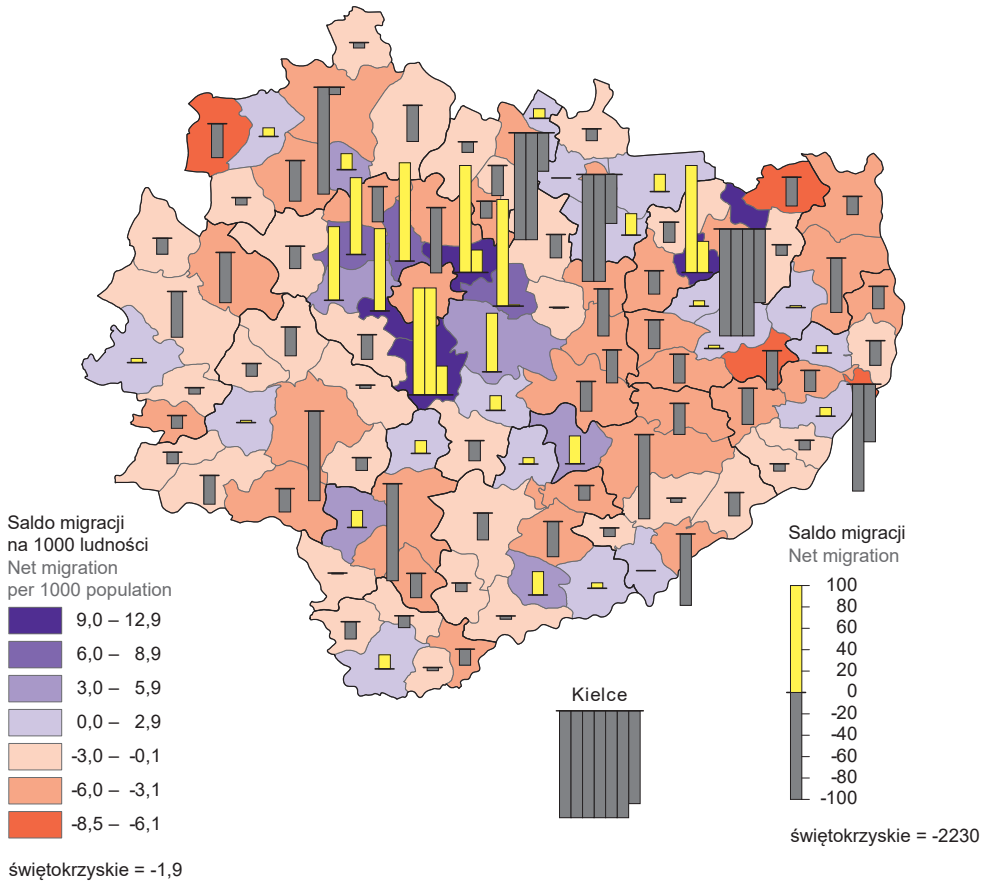 Saldo migracji
na 1000 ludności
Net migration
per 1000 population
9,0 – 12,9
6,0 – 8,9
3,0 – 5,9
0,0 – 2,9
-3,0 – -0,1
-6,0 – -3,1
-8,5 – -6,1
świętokrzyskie = -1,9
Kielce
Saldo migracji
Net migration
100
80
60
40
20
0
-20
-40
-60
-80
-100
świętokrzyskie = -2230